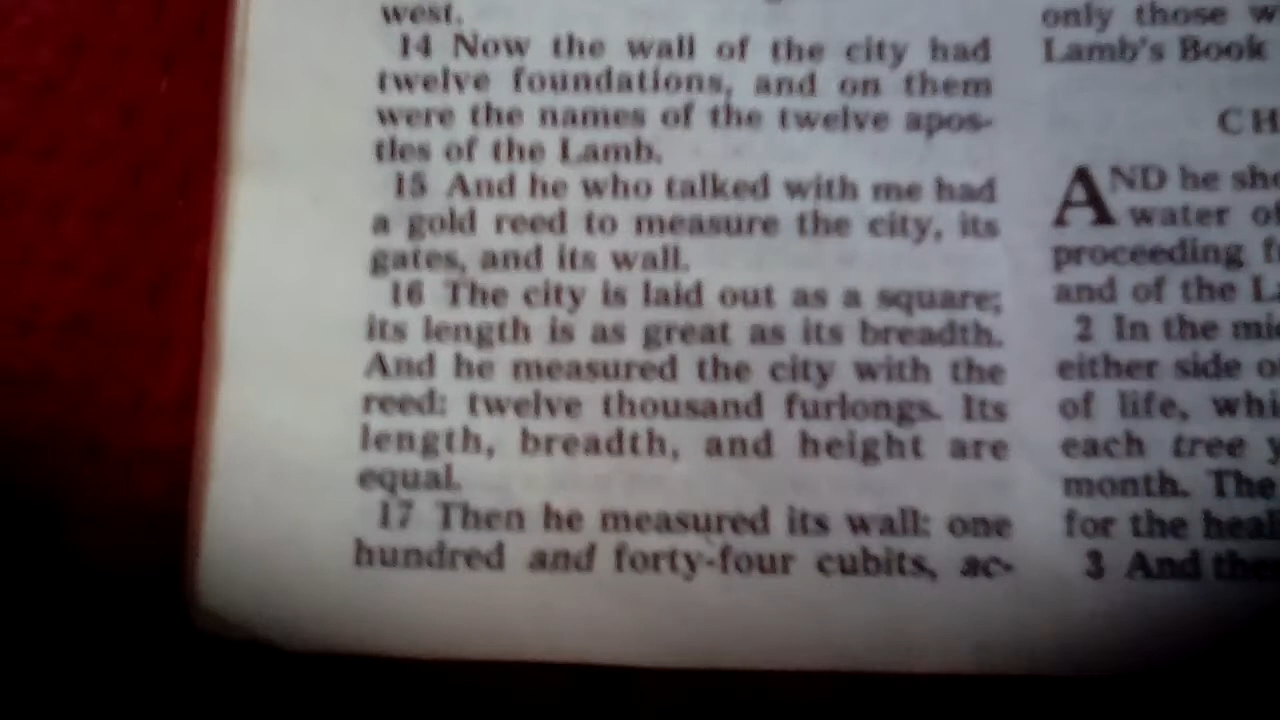 west.
14 Now the wall of the city had
twelve foundations, and on them
were the names of the twelve apos-
tles of the Lamb.
15 And he who talked with me had
a gold reed to measure the city, its
gates, and its wall.
16 The city is laid out as a square;
its length is as great as its breadth.
And he measured the city with the
reed: twelve thousand furlongs. Its
length, breadth, and height are
equal.
17 Then he measured its wall: one
hundred and forty-four cubits, ac-
only those w
Lamb's Book
CH
AND he sho
water of
proceeding f
and of the L
2 In the mi
either side o
of life, whi
each tree y
month. The
for the heal
3 And the